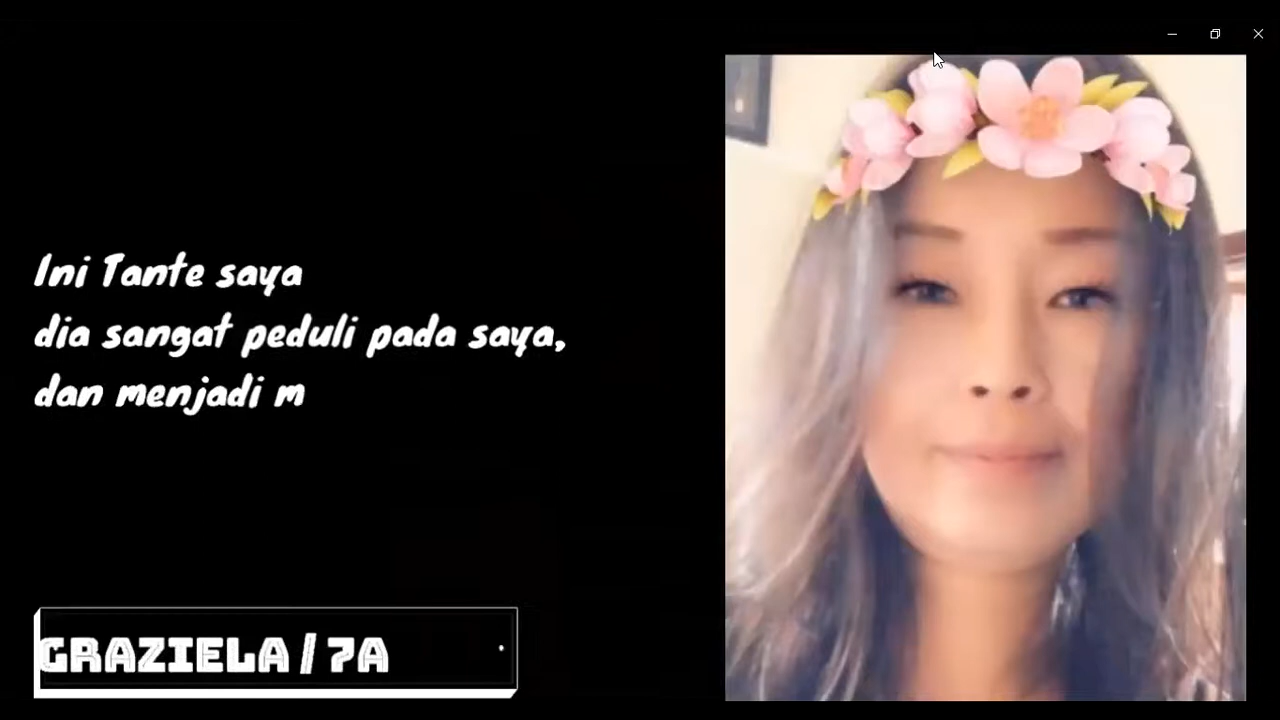 Ini Tante saya
dia sangat peduli pada saya,
dan menjadi m
GRAZIELA / 7A